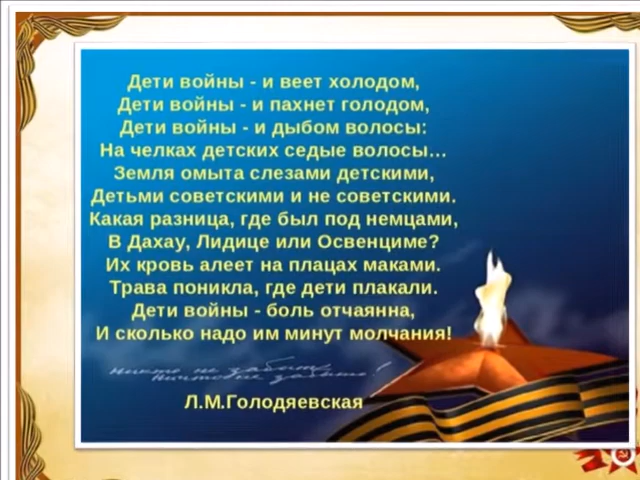 Дети войны - и веет холодом,
Дети войны - и пахнет голодом,
Дети войны - и дыбом волосы:
На челках детских седые волосы…
Земля омыта слезами детскими,
Детьми советскими и не советскими.
Какая разница, где был под немцами,
В Дахау, Лидице или Освенциме?
Их кровь алеет на плацах маками.
Трава поникла, где дети плакали.
Дети войны - боль отчаянна,
И сколько надо им минут молчания!
никто не забыт
ничто не забыто!
Л.М.Голодяевская